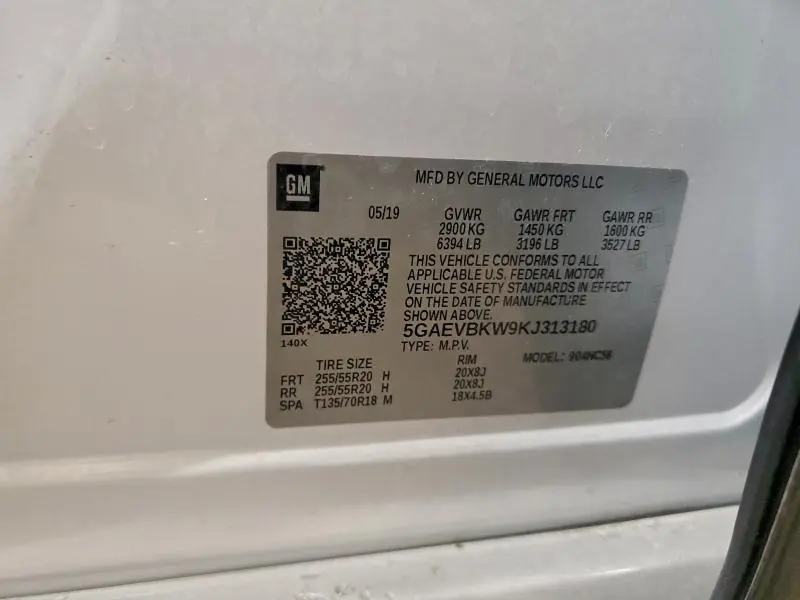 GM
MFD BY GENERAL MOTORS LLC
05/19 GVWR GAWR FRT GAWR RR
2900 KG 1450 KG 1600 KG
6394 LB 3196 LB 3527 LB
THIS VEHICLE CONFORMS TO ALL
APPLICABLE U.S. FEDERAL MOTOR
VEHICLE SAFETY STANDARDS IN EFFECT
ON THE DATE OF MANUFACTURE
SHOWN ABOVE.
140X
5GAEVBKW9KJ313180
TYPE: M.P.V. MODEL:
TIRE SIZE RIM
FRT 255/55R20 H 20X8J
RR 255/55R20 H 20X8J
SPA T135/70R18 M 18X4.5B